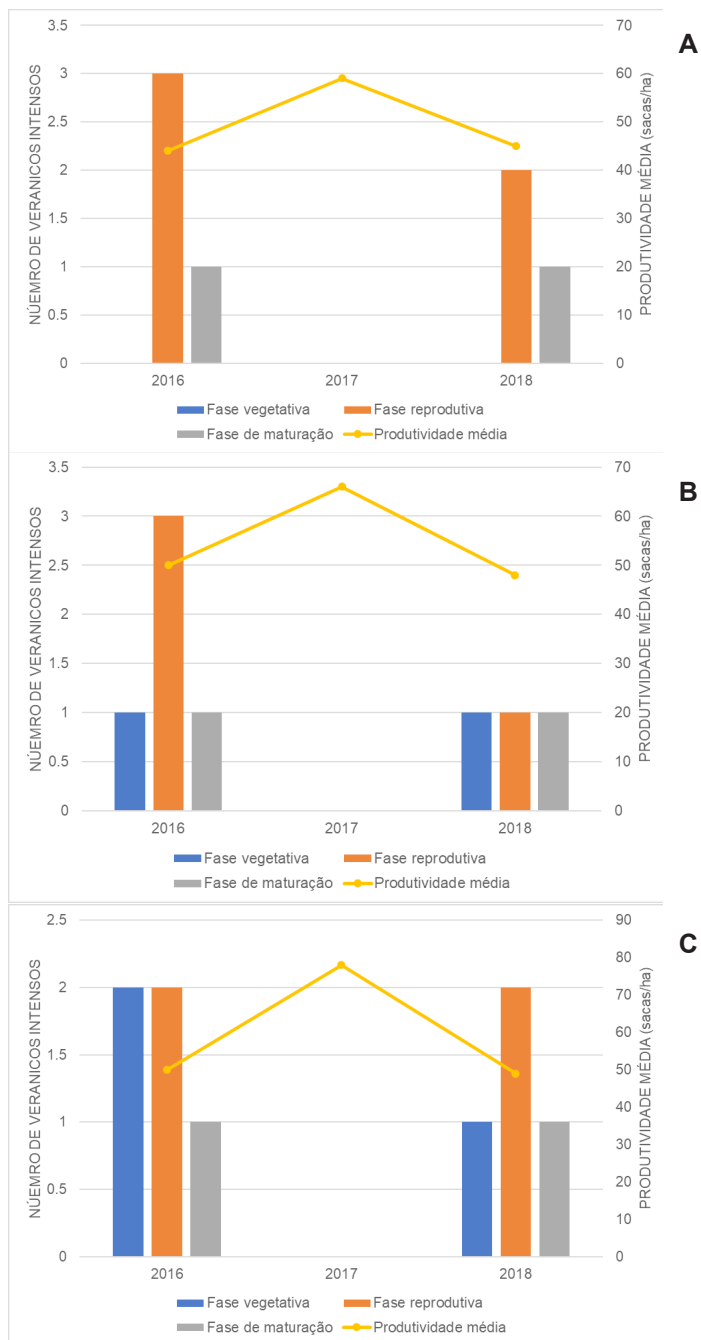 A
NÚEMRO DE VERANICOS INTENSOS
3.5
3
2.5
2
1.5
1
0.5
0
70
60
50
40
30
20
10
0
PRODUTIVIDADE MÉDIA (sacas/ha)
2016 2017 2018
Fase vegetativa Fase reprodutiva
Fase de maturação Produtividade média
B
NÚEMRO DE VERANICOS INTENSOS
3.5
3
2.5
2
1.5
1
0.5
0
70
60
50
40
30
20
10
0
PRODUTIVIDADE MÉDIA (sacas/ha)
2016 2017 2018
Fase vegetativa Fase reprodutiva
Fase de maturação Produtividade média
C
NÚEMRO DE VERANICOS INTENSOS
2.5
2
1.5
1
0.5
0
90
80
70
60
50
40
30
20
10
0
PRODUTIVIDADE MÉDIA (sacas/ha)
2016 2017 2018
Fase vegetativa Fase reprodutiva
Fase de maturação Produtividade média